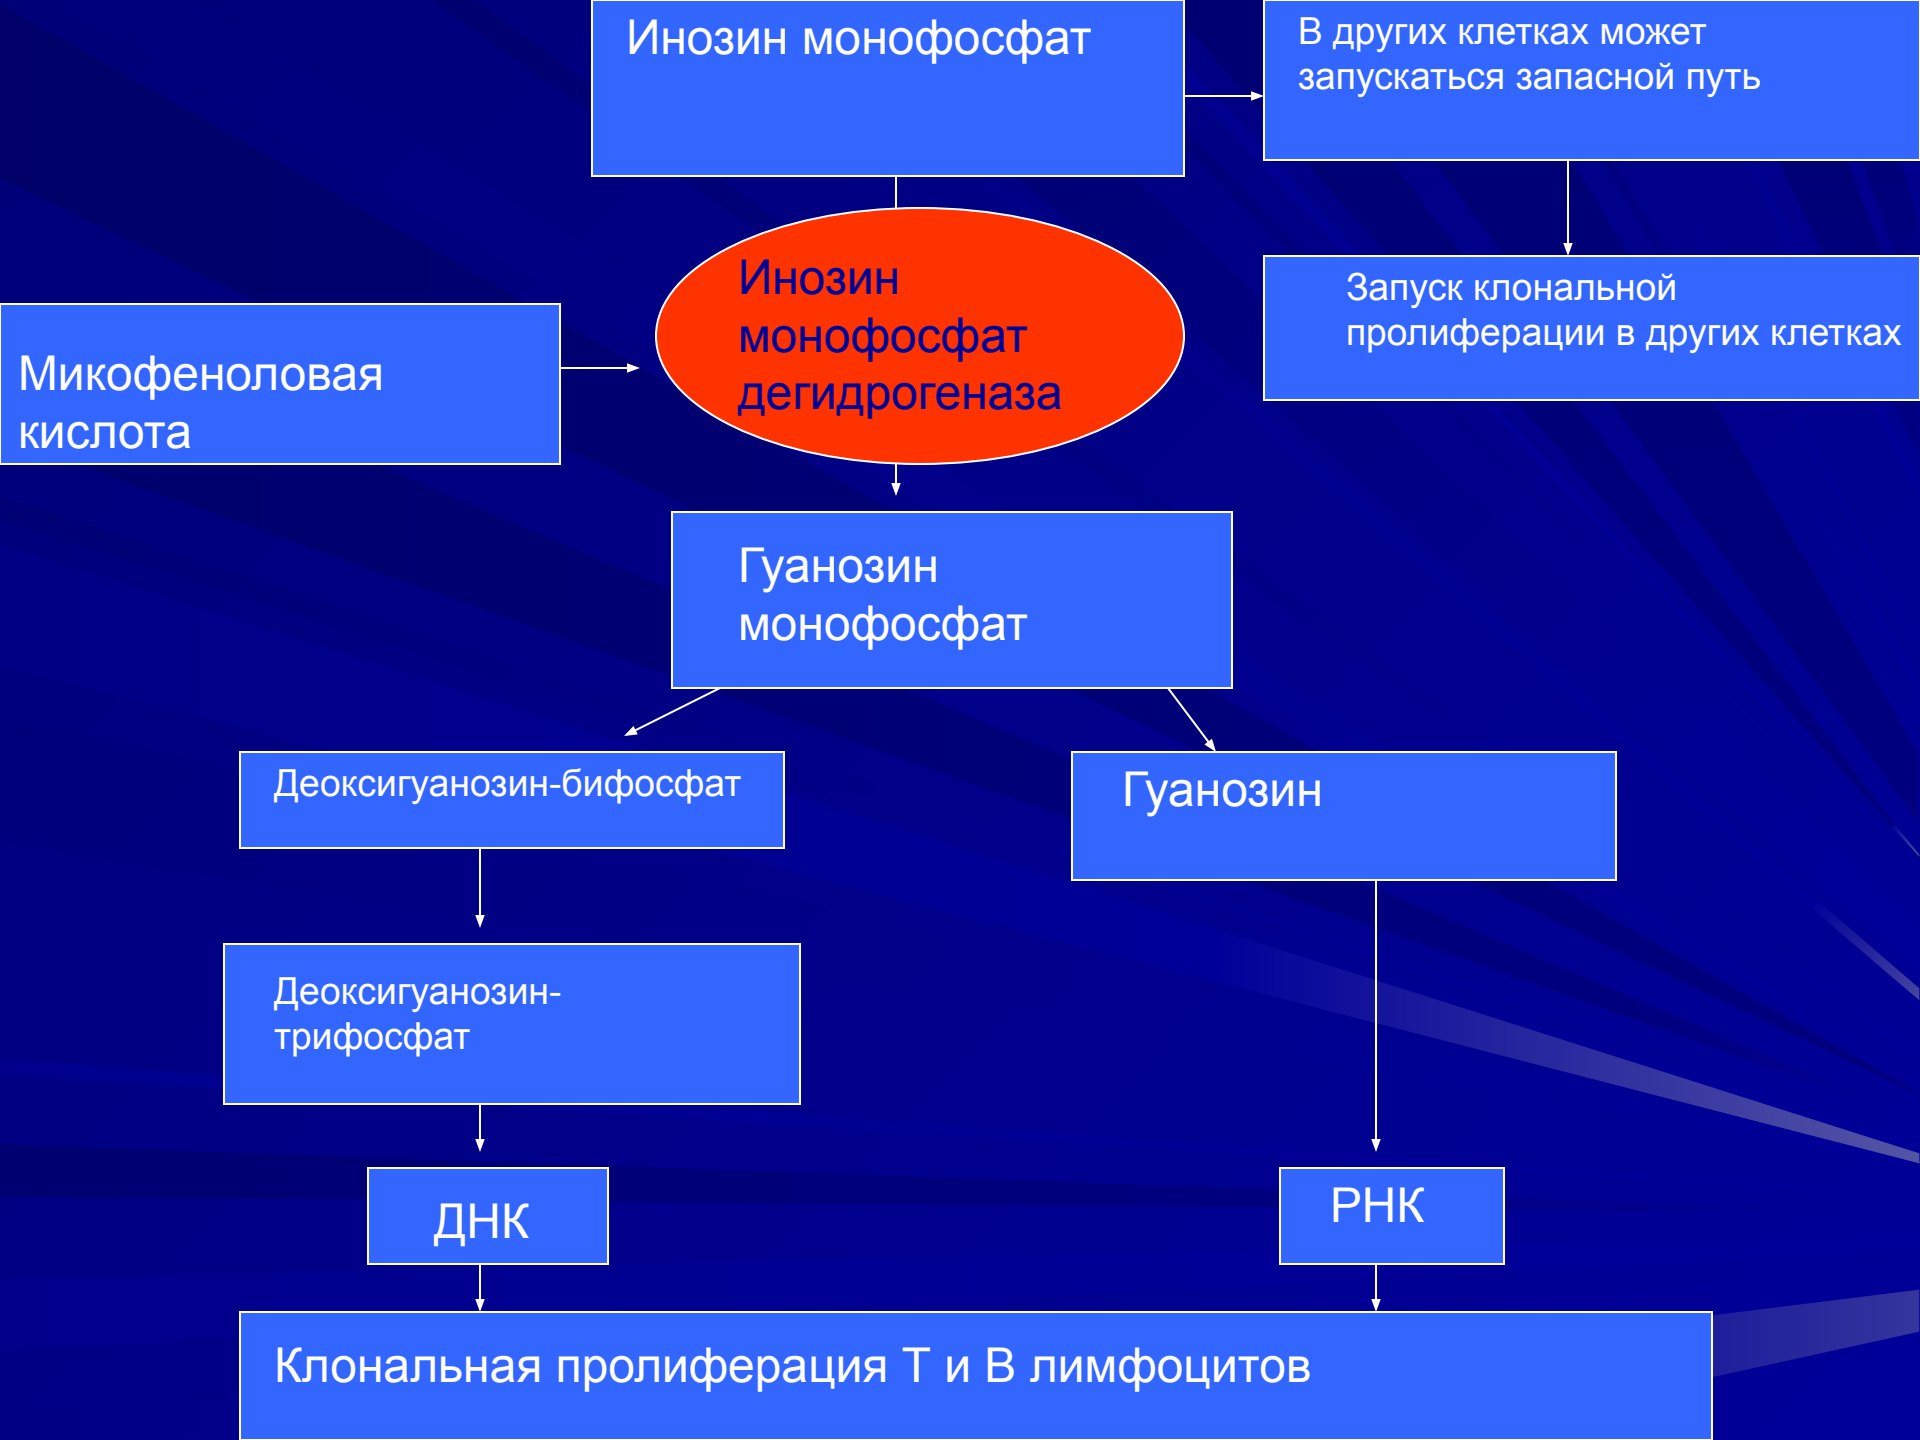 Инозин монофосфат
В других клетках может
запускаться запасной путь
Инозин
монофосфат
дегидрогеназа
Запуск клональной
пролиферации в других клетках
Микофеноловая
кислота
Гуанозин
монофосфат
Деоксигуанозин-бифосфат
Гуанозин
Деоксигуанозин-
трифосфат
ДНК
РНК
Клональная пролиферация Т и В лимфоцитов